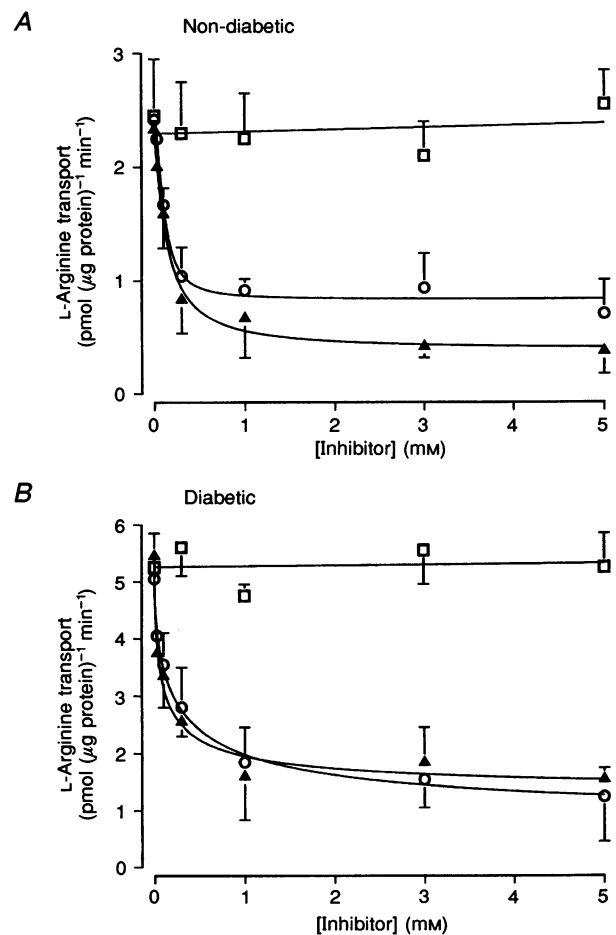 A
Non-diabetic
L-Arginine transport
(pmol (μg protein)⁻¹ min⁻¹)
3
2
1
0
0 1 2 3 4 5
[Inhibitor] (mM)
B
Diabetic
L-Arginine transport
(pmol (μg protein)⁻¹ min⁻¹)
6
5
4
3
2
1
0
0 1 2 3 4 5
[Inhibitor] (mM)